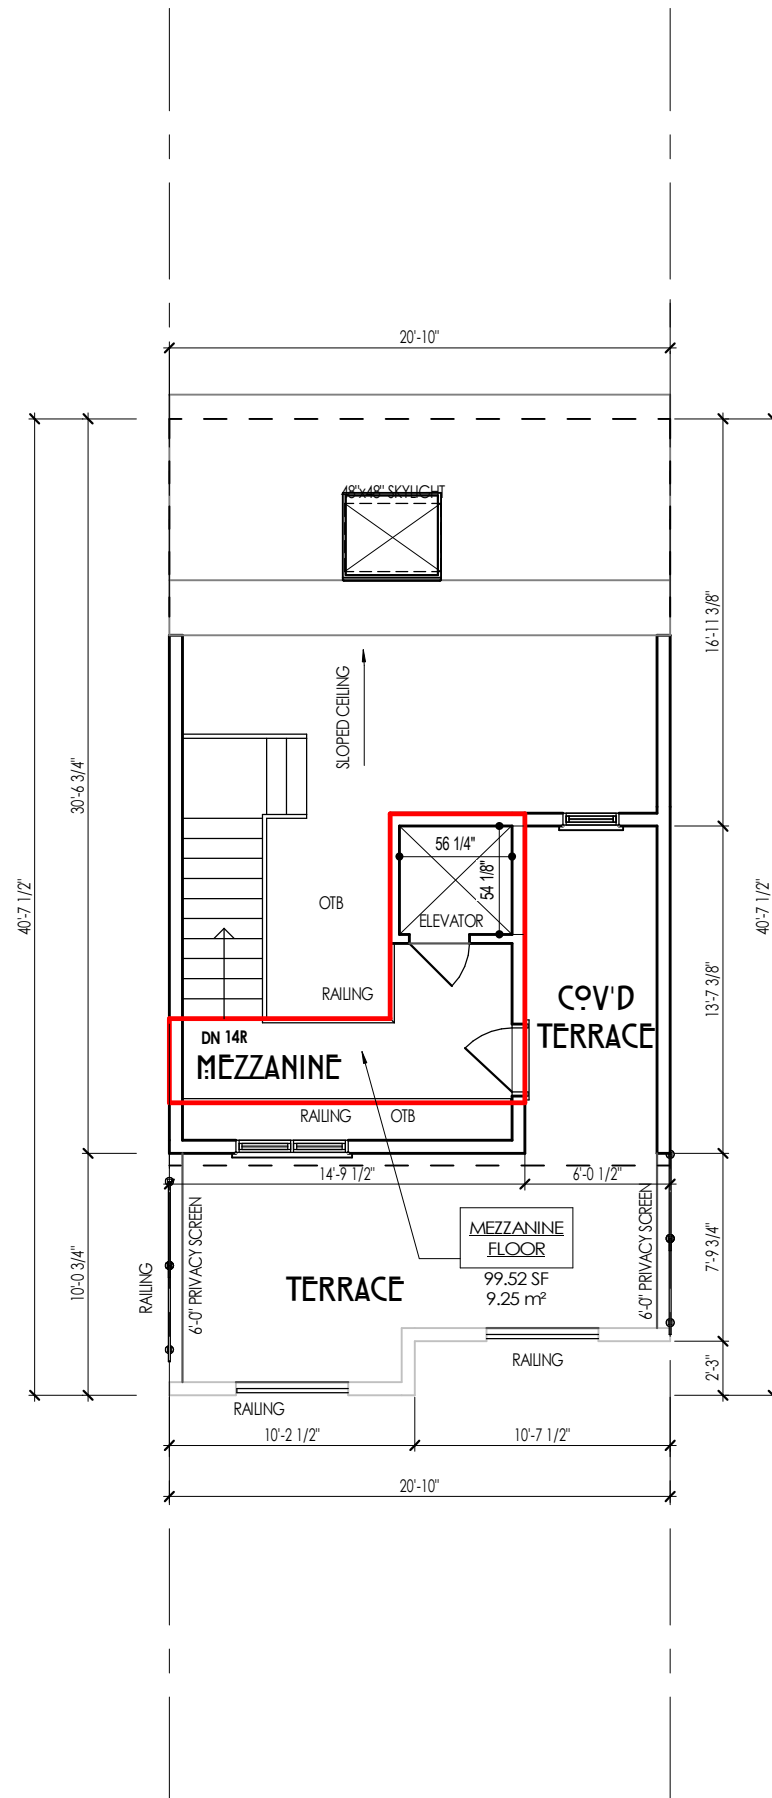 20'-10"
48"x48" SKYLIGHT
16'-11 3/8"
SLOPED CEILING
30'-6 3/4"
40'-7 1/2"
40'-7 1/2"
56 1/4"
54 1/8"
ELEVATOR
OTB
RAILING
COV'D
TERRACE
13'-7 3/8"
DN 14R
MEZZANINE
RAILING
OTB
14'-9 1/2"
6'-0 1/2"
6'-0" PRIVACY SCREEN
6'-0" PRIVACY SCREEN
MEZZANINE
FLOOR
99.52 SF
9.25 m²
7'-9 3/4"
10'-0 3/4"
RAILING
TERRACE
RAILING
2'-3"
RAILING
10'-2 1/2"
10'-7 1/2"
20'-10"